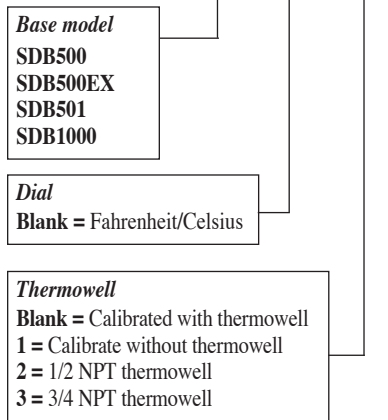 Base model
SDB500
SDB500EX
SDB501
SDB1000
Dial
Blank = Fahrenheit/Celsius
Thermowell
Blank = Calibrated with thermowell
1 = Calibrate without thermowell
2 = 1/2 NPT thermowell
3 = 3/4 NPT thermowell